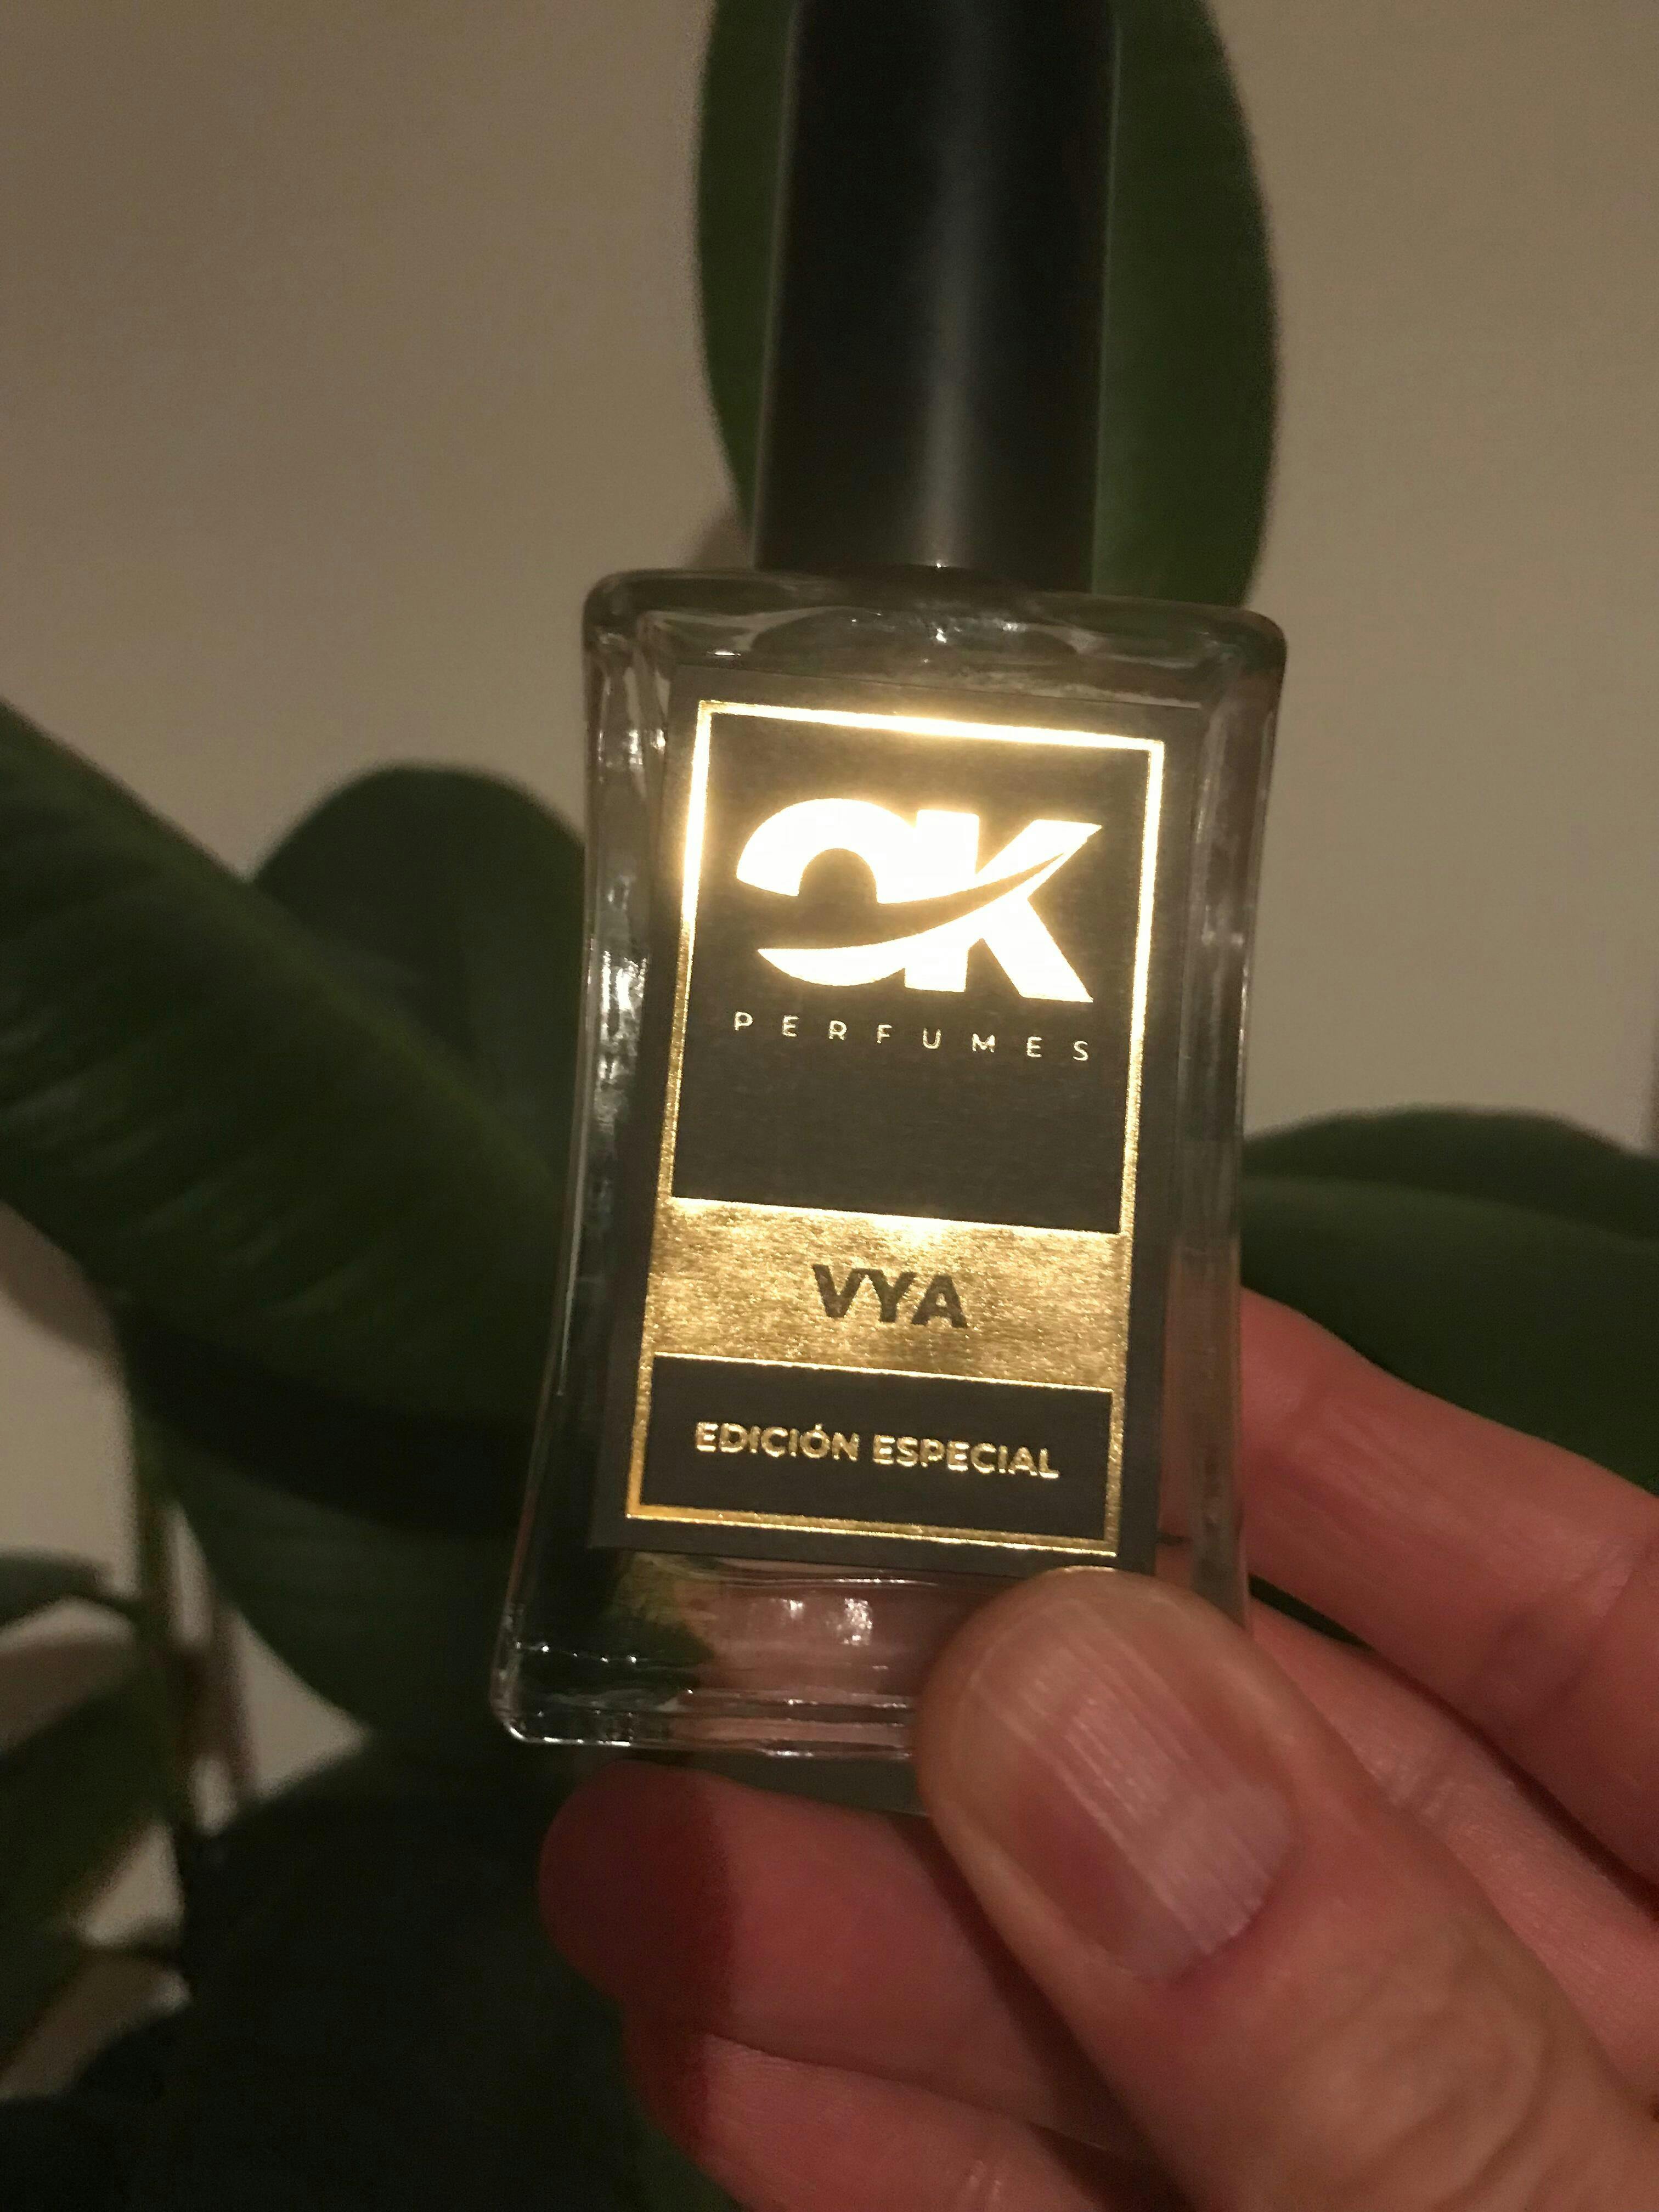 OK
PERFUMES
VYA
EDICIÓN ESPECIAL